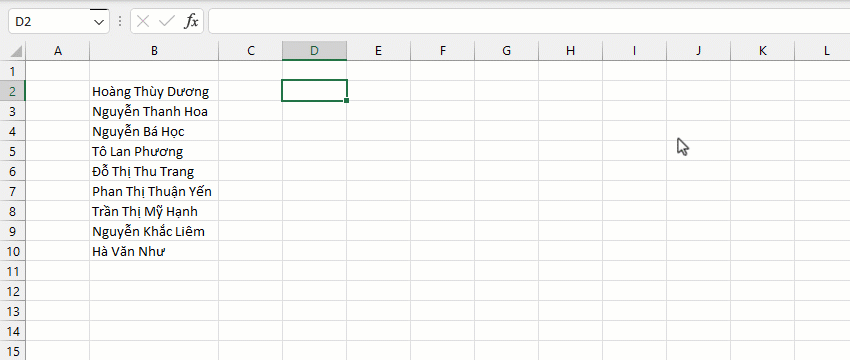 D2 fx
A B C D E F G H I J K L
1
2 Hoàng Thùy Dương
3 Nguyễn Thanh Hoa
4 Nguyễn Bá Học
5 Tô Lan Phương
6 Đỗ Thị Thu Trang
7 Phan Thị Thuận Yến
8 Trần Thị Mỹ Hạnh
9 Nguyễn Khắc Liêm
10 Hà Văn Như
11
12
13
14
15